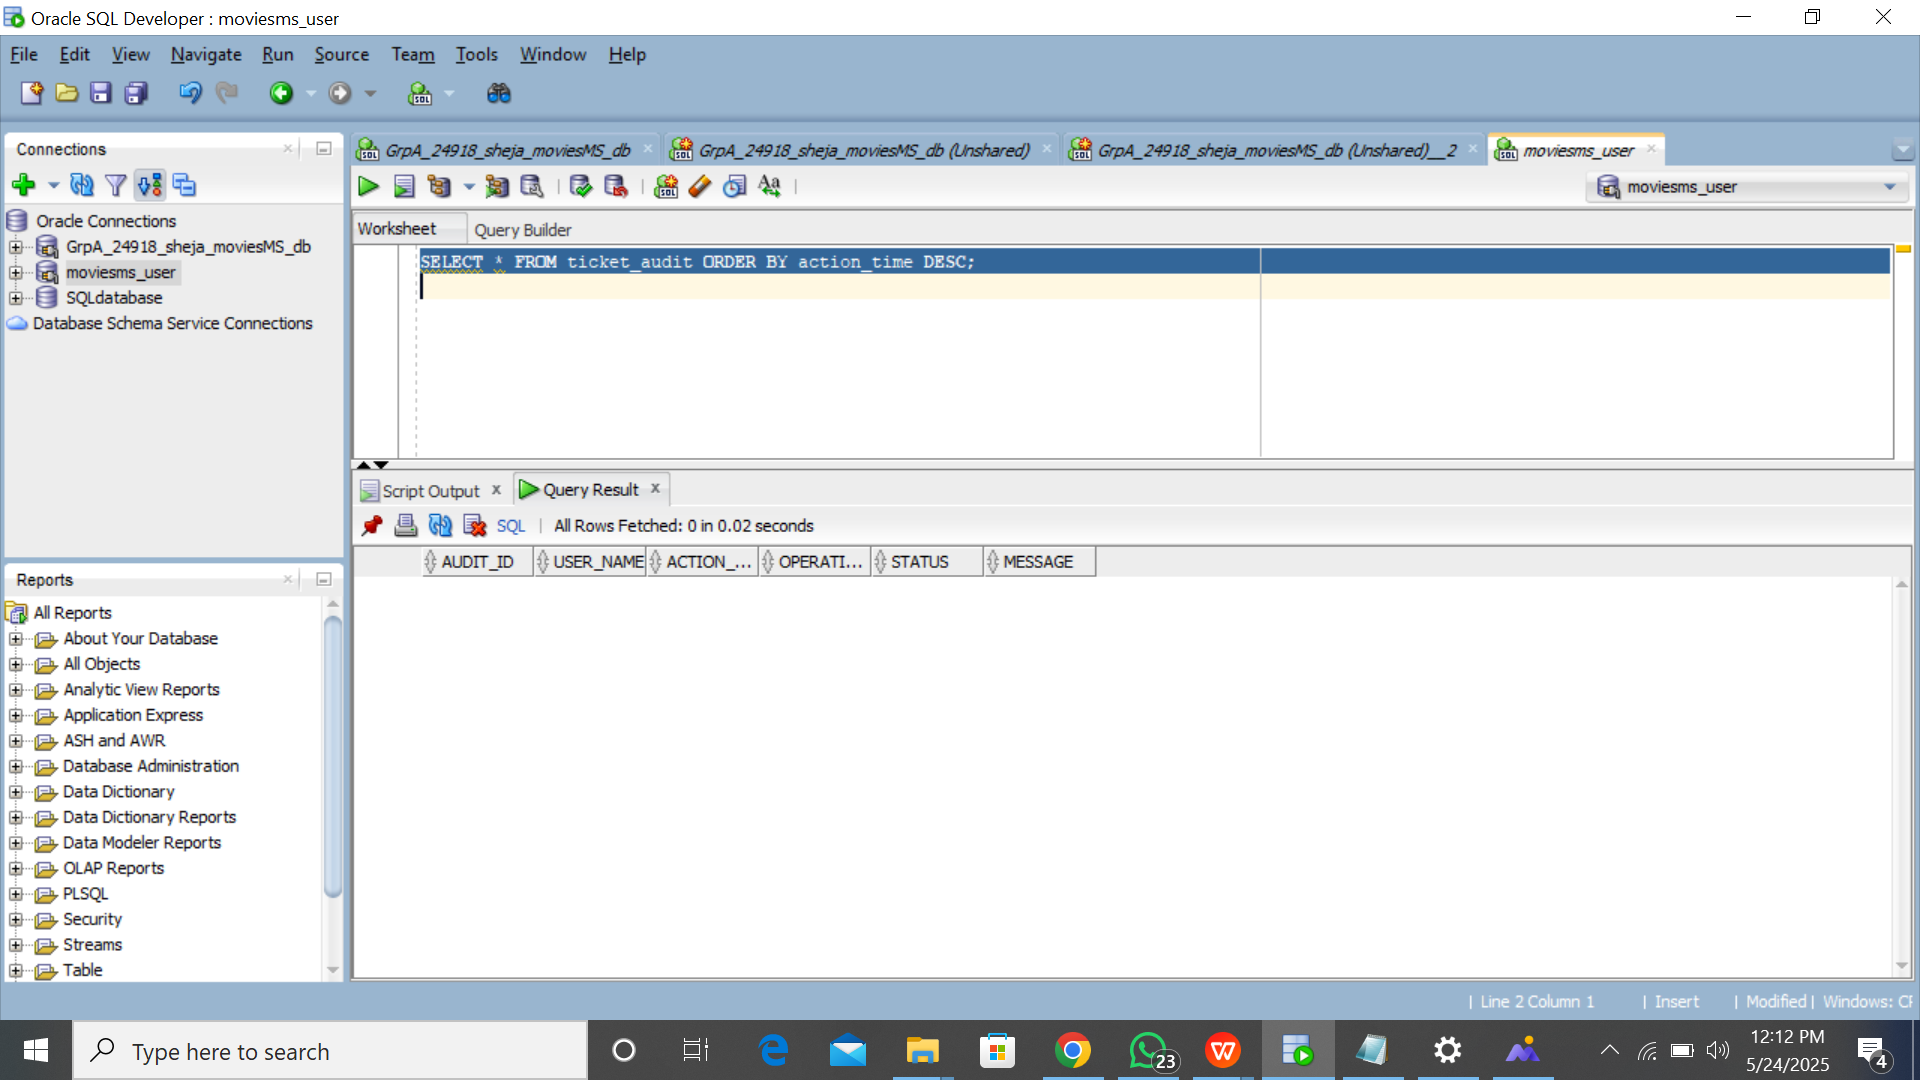 Oracle SQL Developer : moviesms_user
File Edit View Navigate Run Source Team Tools Window Help
Connections
Oracle Connections
GrpA_24918_sheja_moviesMS_db
moviesms_user
SQLdatabase
Database Schema Service Connections
Reports
All Reports
About Your Database
All Objects
Analytic View Reports
Application Express
ASH and AWR
Database Administration
Data Dictionary
Data Dictionary Reports
Data Modeler Reports
OLAP Reports
PLSQL
Security
Streams
Table
GrpA_24918_sheja_moviesMS_db GrpA_24918_sheja_moviesMS_db (Unshared) GrpA_24918_sheja_moviesMS_db (Unshared)__2 moviesms_user
moviesms_user
Worksheet Query Builder
SELECT * FROM ticket_audit ORDER BY action_time DESC;
Script Output x Query Result x
SQL | All Rows Fetched: 0 in 0.02 seconds
AUDIT_ID USER_NAME ACTION_... OPERATI... STATUS MESSAGE
| Line 2 Column 1 | Insert | Modified | Windows: CR
Type here to search
23
12:12 PM
5/24/2025
4